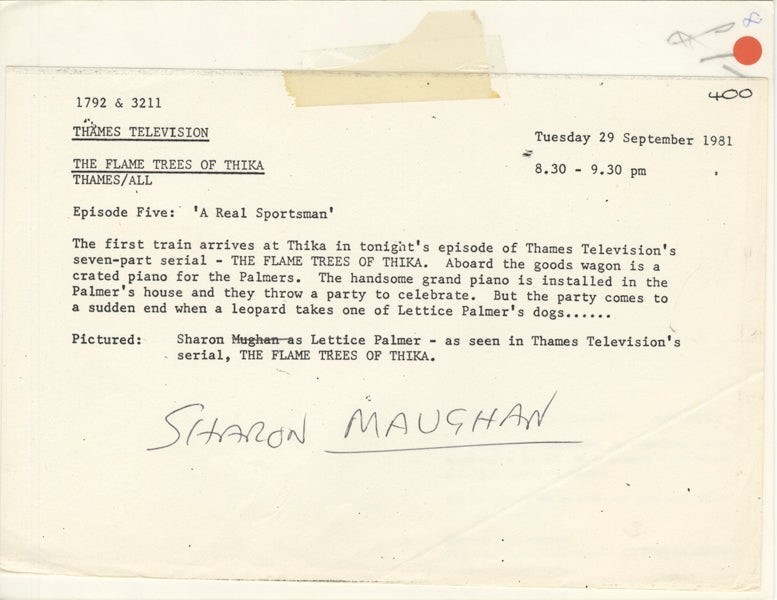 8
400
1792 & 3211
THAMES TELEVISION
Tuesday 29 September 1981
THE FLAME TREES OF THIKA
8.30 - 9.30 pm
THAMES/ALL
Episode Five: 'A Real Sportsman'
The first train arrives at Thika in tonight's episode of Thames Television's
seven-part serial - THE FLAME TREES OF THIKA. Aboard the goods wagon is a
crated piano for the Palmers. The handsome grand piano is installed in the
Palmer's house and they throw a party to celebrate. But the party comes to
a sudden end when a leopard takes one of Lettice Palmer's dogs......
Pictured: Sharon Mughan as Lettice Palmer - as seen in Thames Television's
serial, THE FLAME TREES OF THIKA.
SHARON MAUGHAN